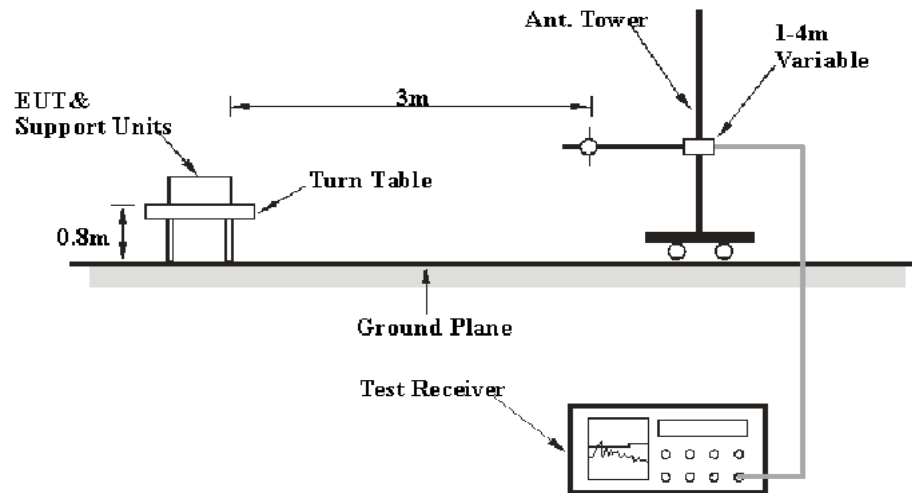 Ant. Tower
1-4m
Variable
3m
EUT&
Support Units
Turn Table
0.8m
Ground Plane
Test Receiver